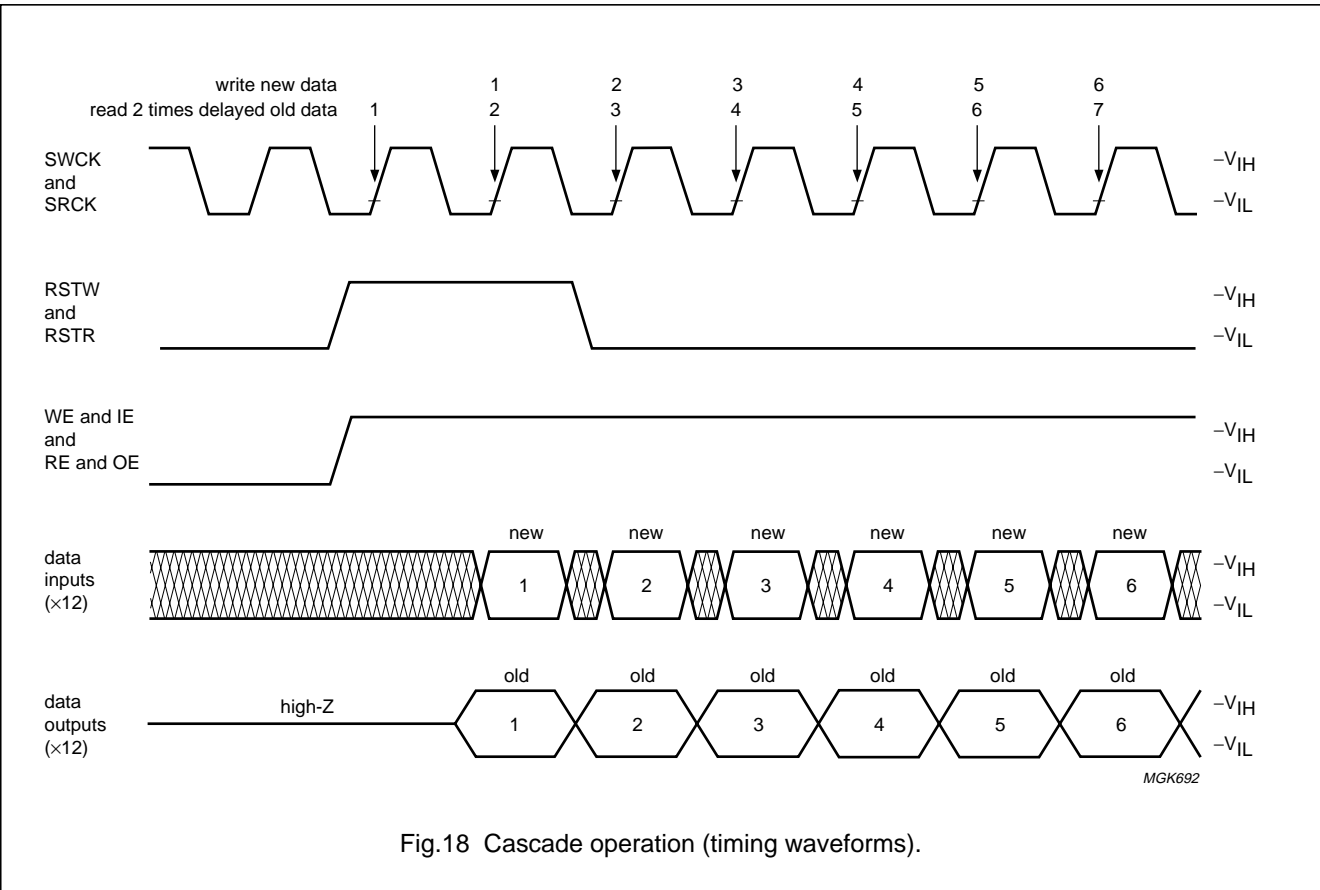 write new data 1 2 3 4 5 6
read 2 times delayed old data 1 2 3 4 5 6 7
SWCK
and
SRCK
–VIH
–VIL
RSTW
and
RSTR
–VIH
–VIL
WE and IE
and
RE and OE
–VIH
–VIL
new new new new new new
data
inputs
(×12)
1 2 3 4 5 6
–VIH
–VIL
old old old old old old
data
outputs
(×12)
high-Z
1 2 3 4 5 6
–VIH
–VIL
MGK692
Fig.18 Cascade operation (timing waveforms).